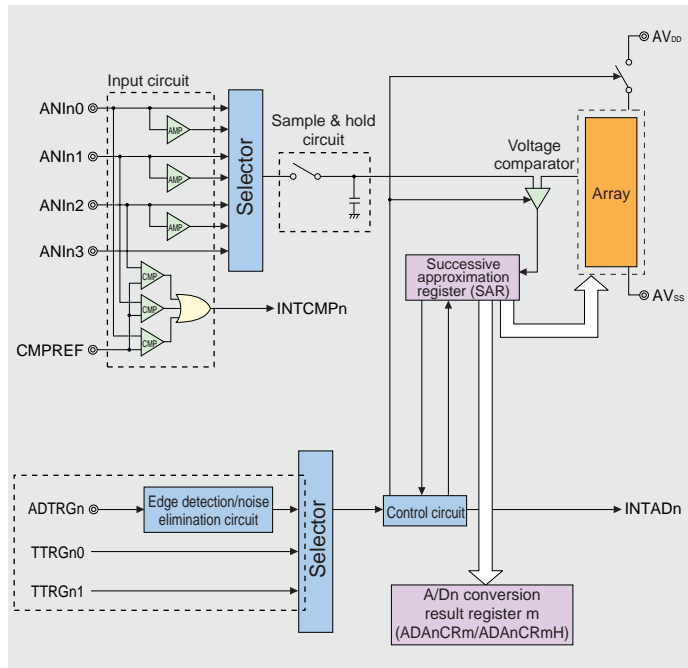 AVDD
Input circuit
ANIn0
AMP
Sample & hold
circuit
Voltage
comparator
ANIn1
AMP
Selector
Array
ANIn2
AMP
ANIn3
Successive
approximation
register (SAR)
CMP
CMP
INTCMPn
AVSS
CMPREF
CMP
ADTRGn
Edge detection/noise
elimination circuit
Selector
Control circuit
INTADn
TTRGn0
TTRGn1
A/Dn conversion
result register m
(ADAnCRm/ADAnCRmH)